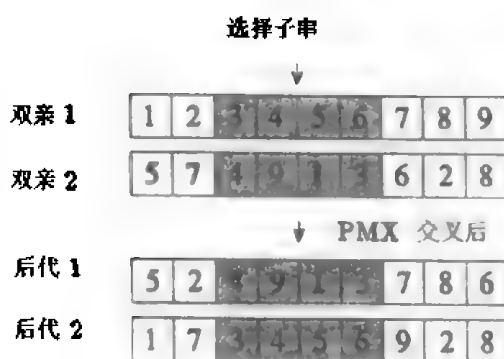 选择子串
双亲 1 1 2 3 4 5 6 7 8 9
双亲 2 5 7 4 9 1 3 6 2 8
PMX 交叉后
后代 1 5 2 4 9 1 3 7 8 6
后代 2 1 7 3 4 5 6 9 2 8